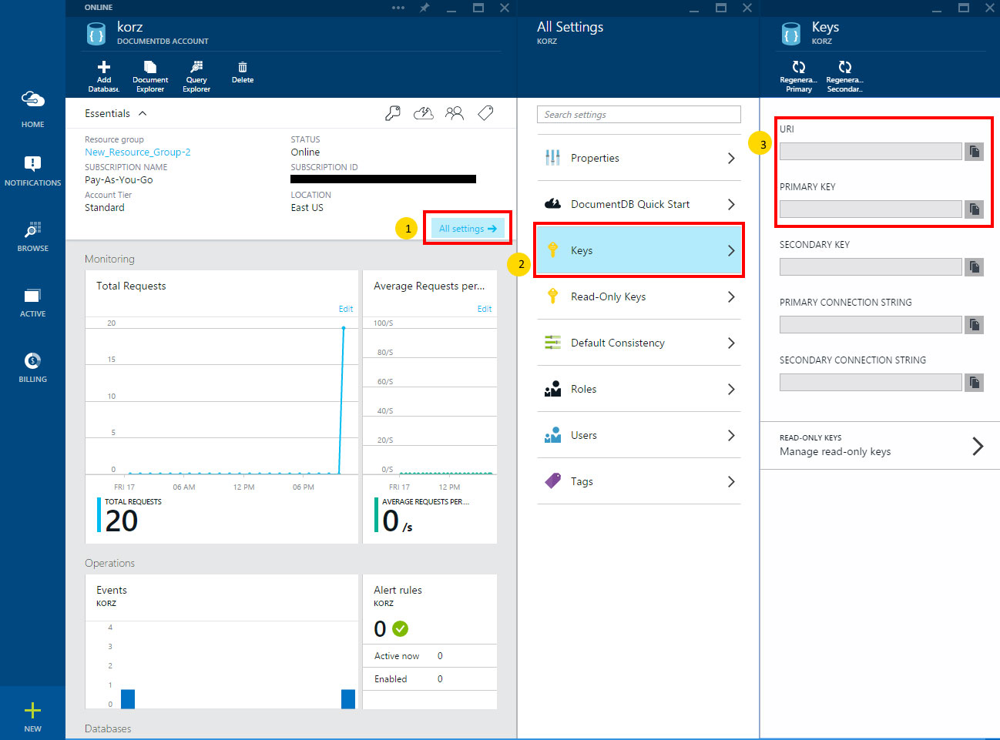 HOME
NOTIFICATIONS
BROWSE
ACTIVE
BILLING
NEW
ONLINE
korz
DOCUMENTDB ACCOUNT
Add
Database
Document
Explorer
Query
Explorer
Delete
Essentials
Resource group
New_Resource_Group-2
STATUS
Online
SUBSCRIPTION NAME
Pay-As-You-Go
SUBSCRIPTION ID
Account Tier
Standard
LOCATION
East US
1
All settings
Monitoring
Total Requests
Edit
20
15
10
5
0
FRI 17
06 AM
12 PM
06 PM
TOTAL REQUESTS
20
Average Requests per...
Edit
100/S
80/S
60/S
40/S
20/S
0/S
FRI 17
12 PM
AVERAGE REQUESTS PER...
0 /s
Operations
Events
KORZ
4
3
2
1
0
Alert rules
KORZ
0
Active now 0
Enabled 0
Databases
All Settings
KORZ
Search settings
Properties
DocumentDB Quick Start
2
Keys
Read-Only Keys
Default Consistency
Roles
Users
Tags
Keys
KORZ
Regenera...
Primary
Regenera...
Secondar..
3
URI
PRIMARY KEY
SECONDARY KEY
PRIMARY CONNECTION STRING
SECONDARY CONNECTION STRING
READ-ONLY KEYS
Manage read-only keys